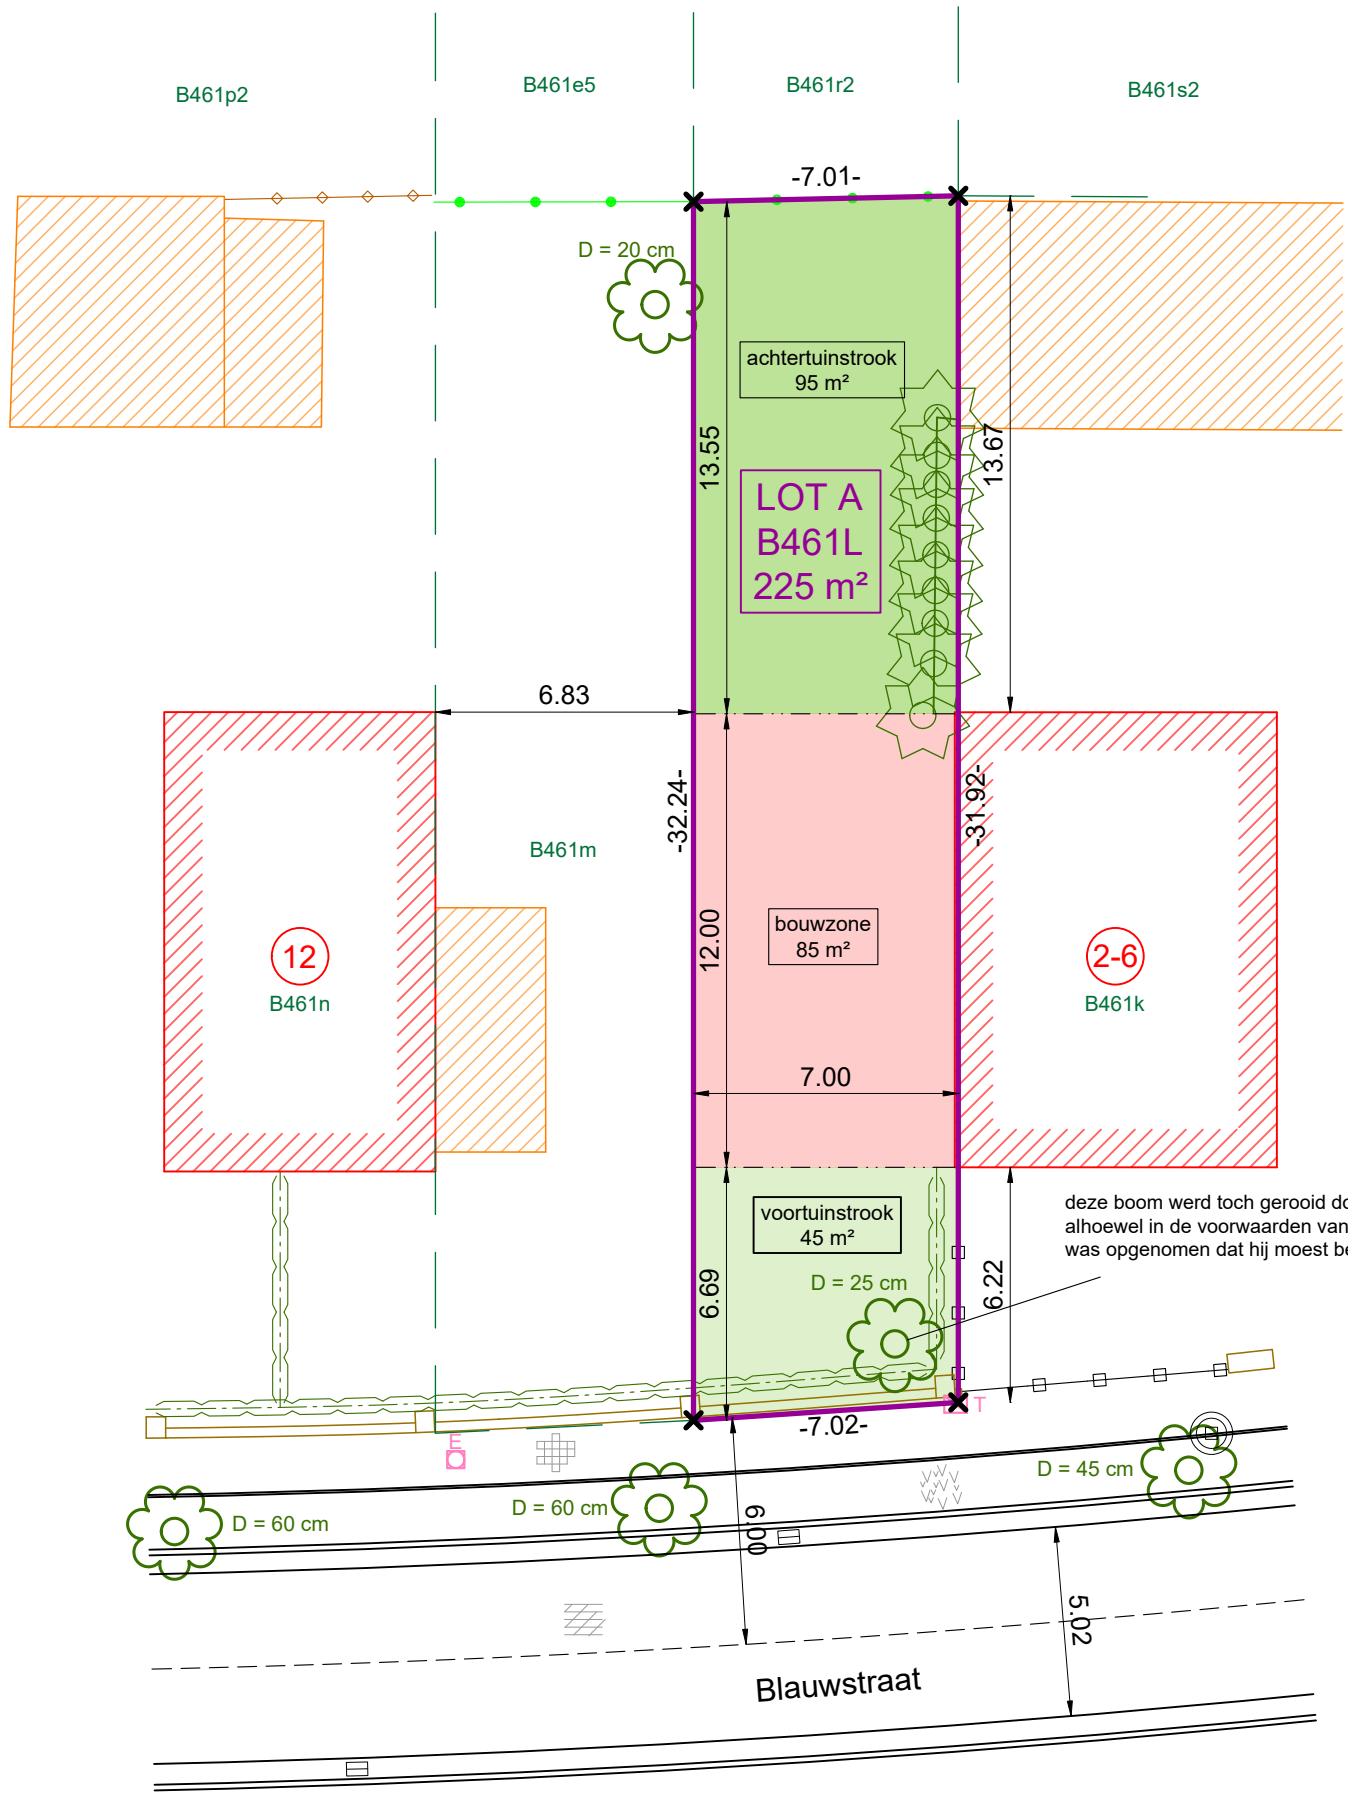 B461p2
B461e5
B461r2
B461s2
-7.01-
D = 20 cm
achtertuinstrook
95 m²
13.55
13.67
LOT A
B461L
225 m²
6.83
-32.24-
-31.92-
B461m
12.00
bouwzone
85 m²
12
B461n
2-6
B461k
7.00
voortuinstrook
45 m²
deze boom werd toch gerooid
alhoewel in de voorwaarden van
was opgenomen dat hij moest
6.69
D = 25 cm
6.22
T
-7.02-
E
D = 45 cm
D = 60 cm
D = 60 cm
6.00
5.02
Blauwstraat